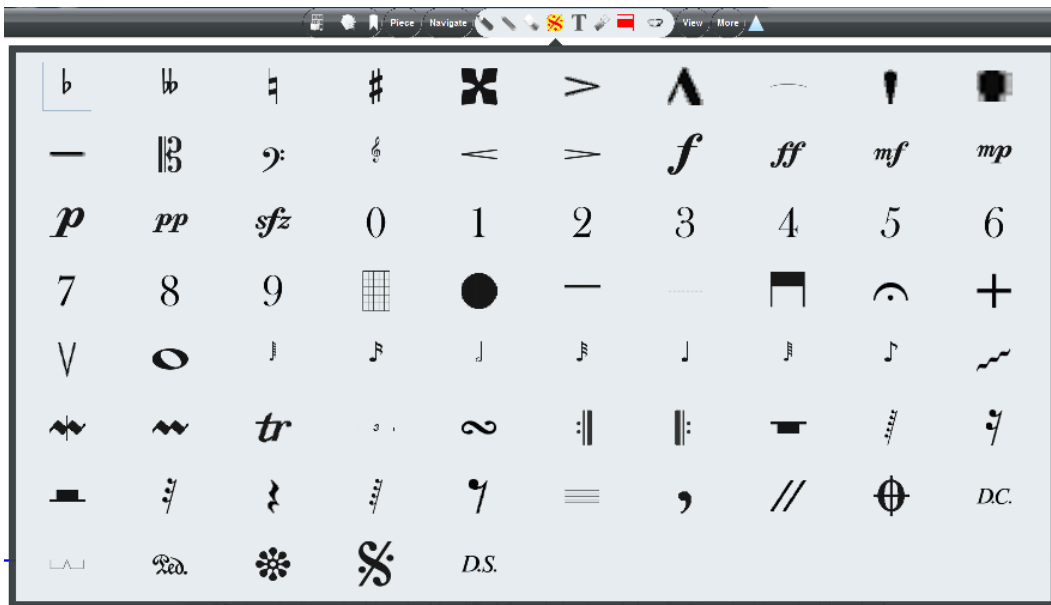 Piece Navigate T View More
f ff mf mp
p pp sfz 0 1 2 3 4 5 6
7 8 9
tr 3
D.C.
Ped. D.S.